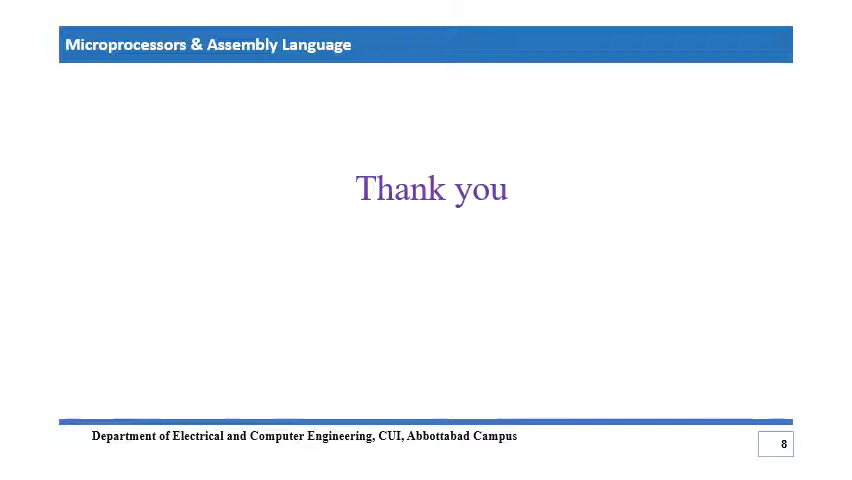 Microprocessors & Assembly Language
Thank you
Department of Electrical and Computer Engineering, CUI, Abbottabad Campus
8